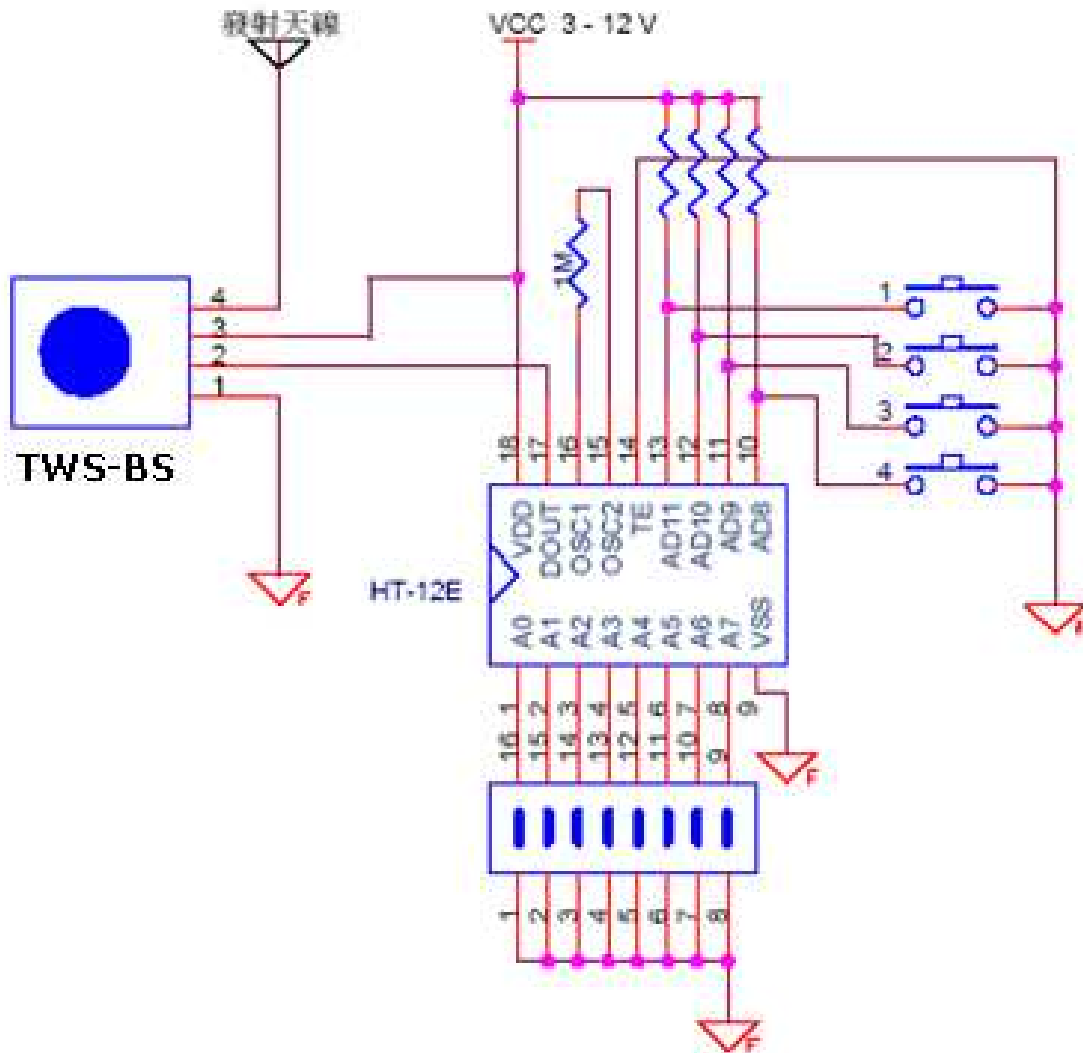 發射天線
VCC 3 - 12 V
4
3
2
1
TWS-BS
1M
1
2
3
4
18 17 16 15 14 13 12 11 10
VDD DOUT OSC1 OSC2 TE AD11 AD10 AD9 AD8
HT-12E
A0 A1 A2 A3 A4 A5 A6 A7 VSS
1 2 3 4 5 6 7 8 9
16 15 14 13 12 11 10 9
1 2 3 4 5 6 7 8
F
F
F